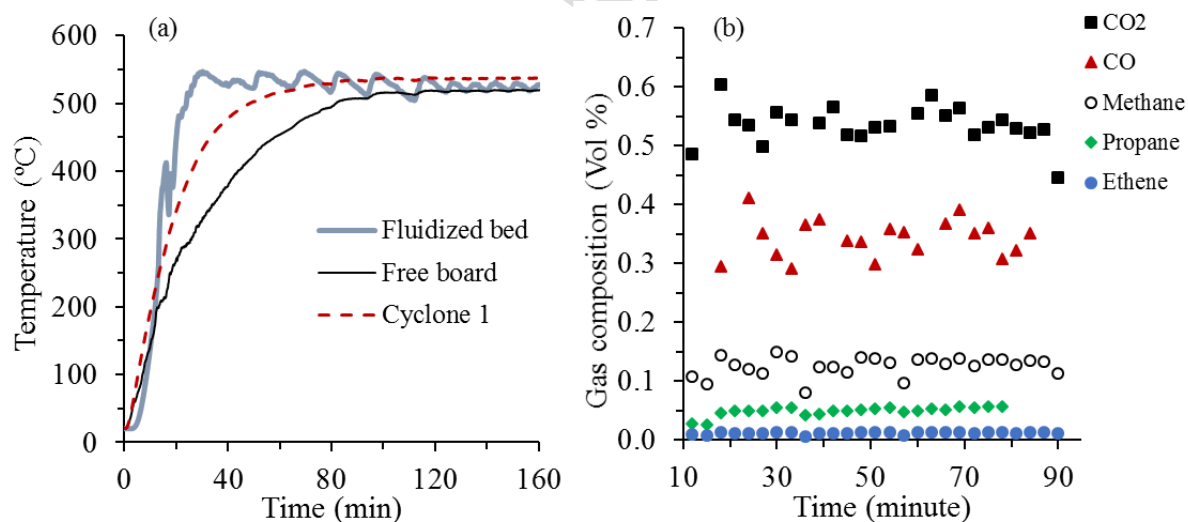 (a)
600
500
400
300
200
100
0
Temperature (ºC)
Fluidized bed
Free board
Cyclone 1
0 40 80 120 160
Time (min)
(b)
0.7
0.6
0.5
0.4
0.3
0.2
0.1
0.0
Gas composition (Vol %)
10 30 50 70 90
Time (minute)
CO2
CO
Methane
Propane
Ethene